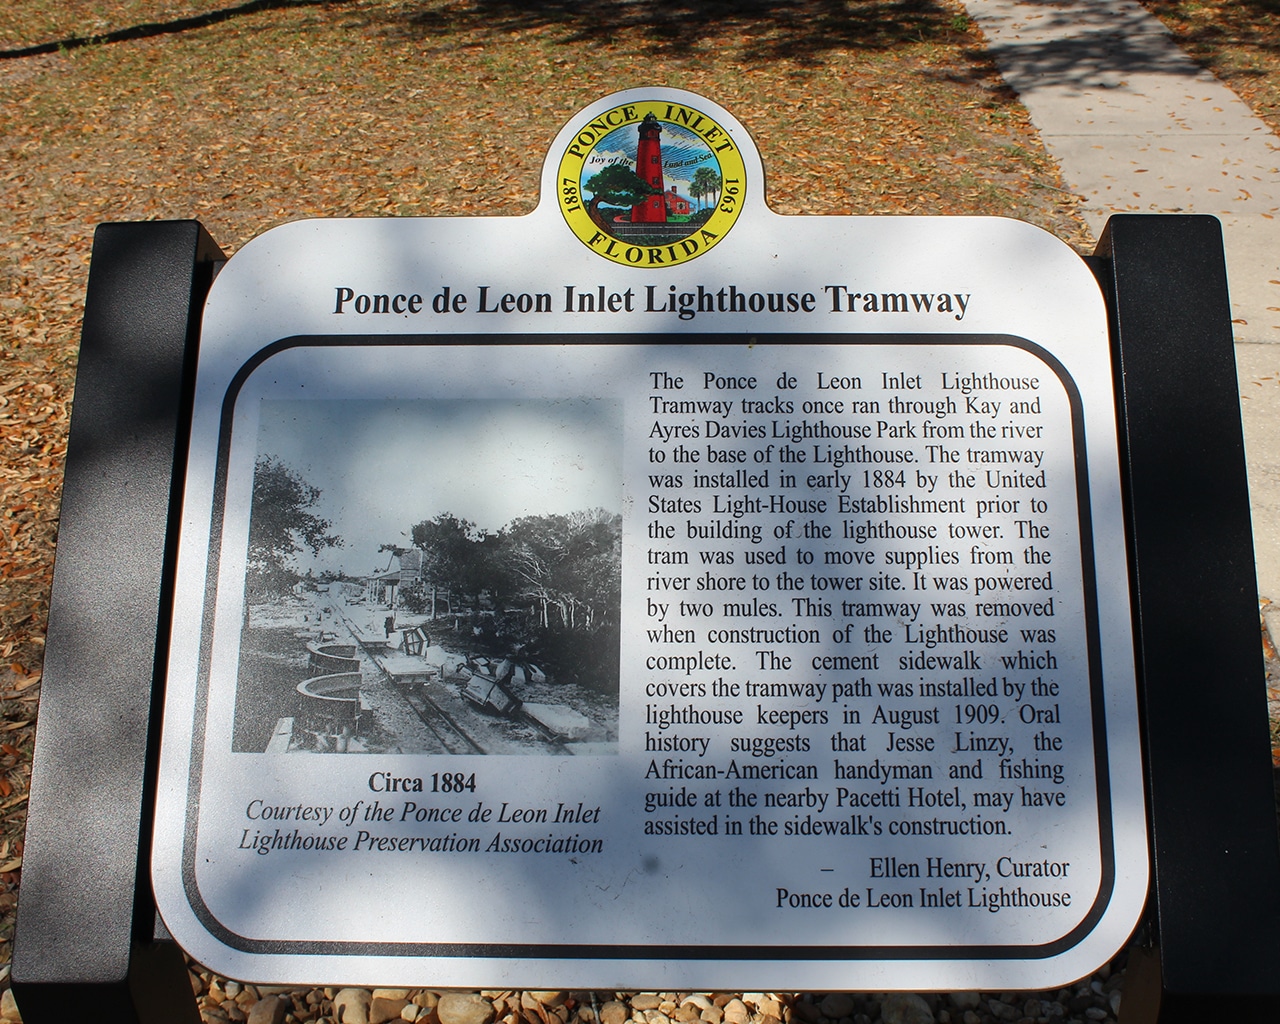 PONCE INLET
Joy of the Land and Sea
1887 1963
FLORIDA
Ponce de Leon Inlet Lighthouse Tramway
The Ponce de Leon Inlet Lighthouse
Tramway tracks once ran through Kay and
Ayres Davies Lighthouse Park from the river
to the base of the Lighthouse. The tramway
was installed in early 1884 by the United
States Light-House Establishment prior to
the building of the lighthouse tower. The
tram was used to move supplies from the
river shore to the tower site. It was powered
by two mules. This tramway was removed
when construction of the Lighthouse was
complete. The cement sidewalk which
covers the tramway path was installed by the
lighthouse keepers in August 1909. Oral
history suggests that Jesse Linzy, the
African-American handyman and fishing
guide at the nearby Pacetti Hotel, may have
assisted in the sidewalk's construction.
– Ellen Henry, Curator
Ponce de Leon Inlet Lighthouse
Circa 1884
Courtesy of the Ponce de Leon Inlet
Lighthouse Preservation Association